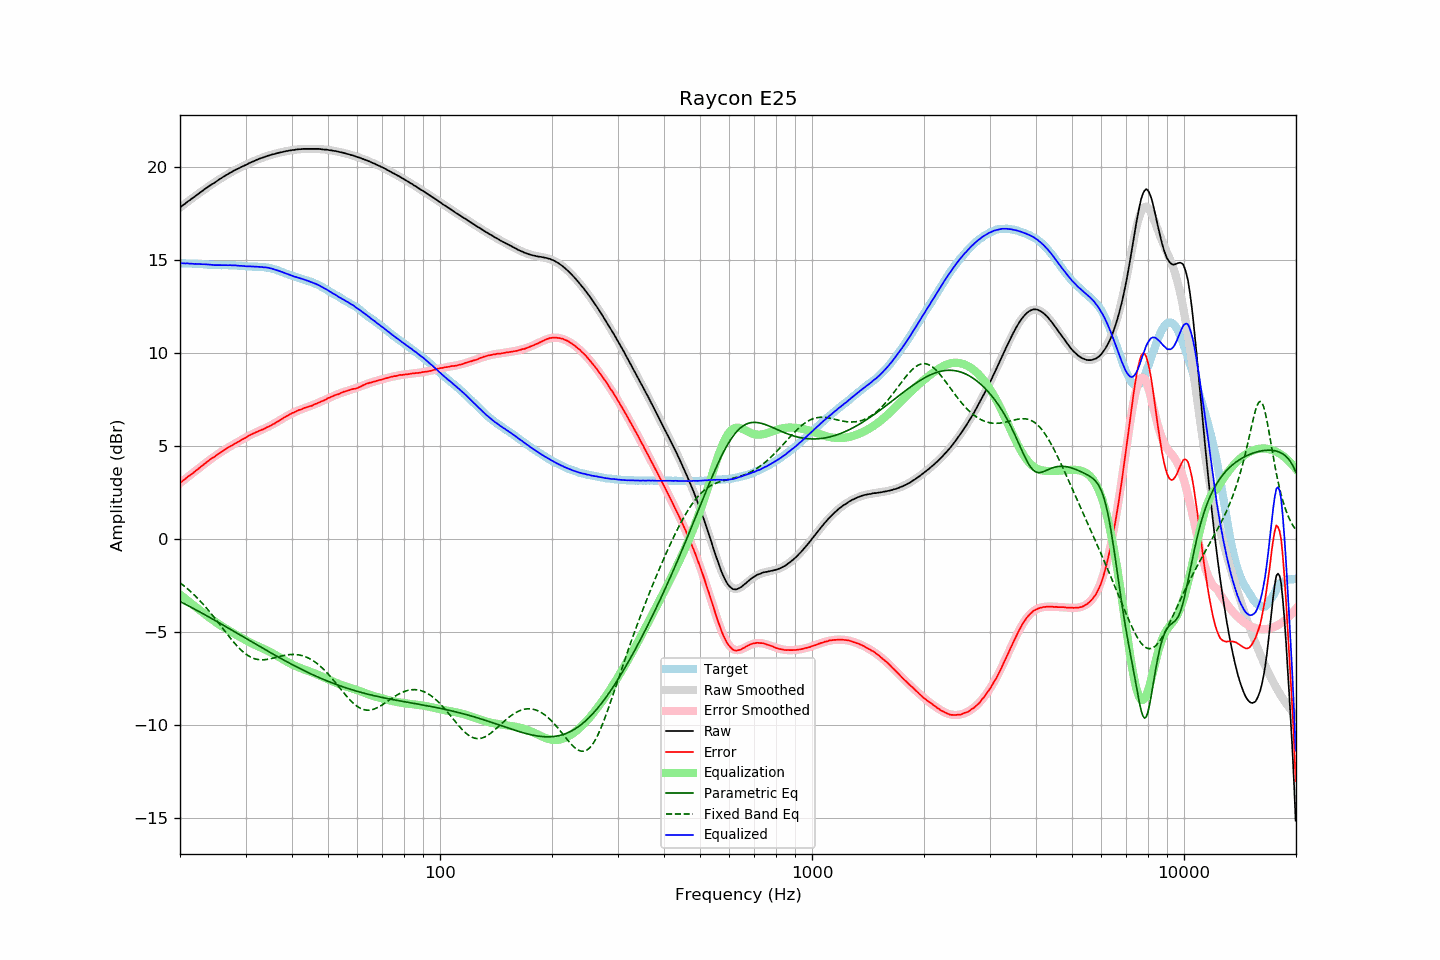 Raycon E25
Amplitude (dBr)
20
15
10
5
0
−5
−10
−15
Target
Raw Smoothed
Error Smoothed
Raw
Error
Equalization
Parametric Eq
Fixed Band Eq
Equalized
100 1000 10000
Frequency (Hz)